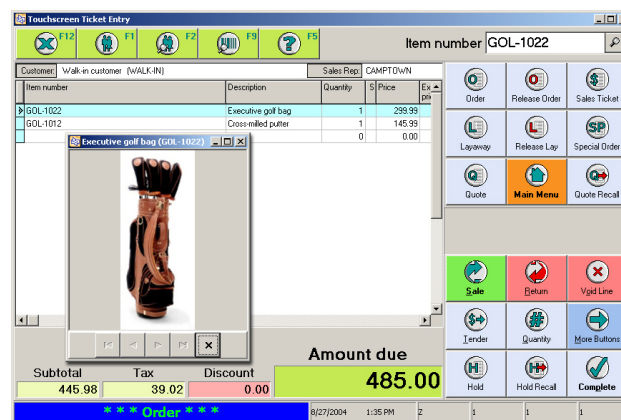 Touchscreen Ticket Entry
F12 F1 F2 F9 F5
Item number GOL-1022
Customer: Walk-in customer (WALK-IN) Sales Rep: CAMPTOWN
Item number Description Quantity S Price
GOL-1022 Executive golf bag 1 299.99
GOL-1012 Cross-milled putter 1 145.99
0 0.00
Executive golf bag (GOL-1022)
Order Release Order Sales Ticket
Layaway Release Lay Special Order
Quote Main Menu Quote Recall
Sale Return Void Line
Tender Quantity More Buttons
Hold Hold Recall Complete
Subtotal Tax Discount Amount due
445.98 39.02 0.00 485.00
* * * Order * * * 8/27/2004 1:35 PM Z 1 1 1